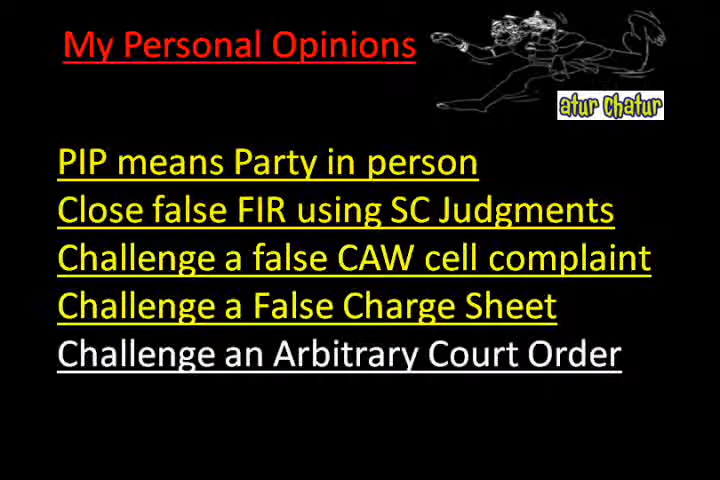 My Personal Opinions
atur chatur
PIP means Party in person
Close false FIR using SC Judgments
Challenge a false CAW cell complaint
Challenge a False Charge Sheet
Challenge an Arbitrary Court Order